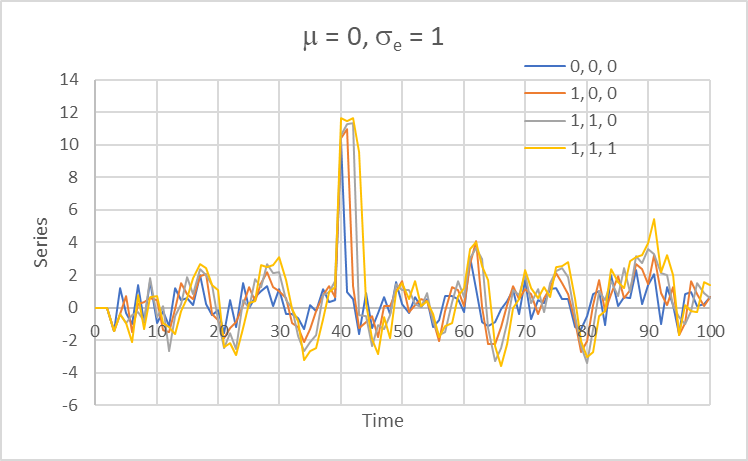 μ = 0, σe = 1
0, 0, 0
1, 0, 0
1, 1, 0
1, 1, 1
14
12
10
8
6
4
2
0
-2
-4
-6
0 10 20 30 40 50 60 70 80 90 100
Series
Time